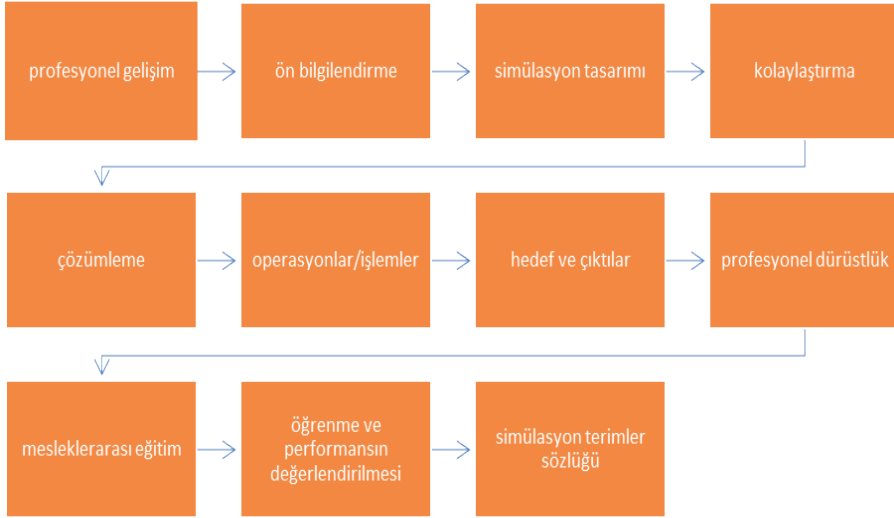 profesyonel gelişim
ön bilgilendirme
simülasyon tasarımı
kolaylaştırma
çözümleme
operasyonlar/işlemler
hedef ve çıktılar
profesyonel dürüstlük
mesleklerarası eğitim
öğrenme ve
performansın
değerlendirilmesi
simülasyon terimler
sözlüğü